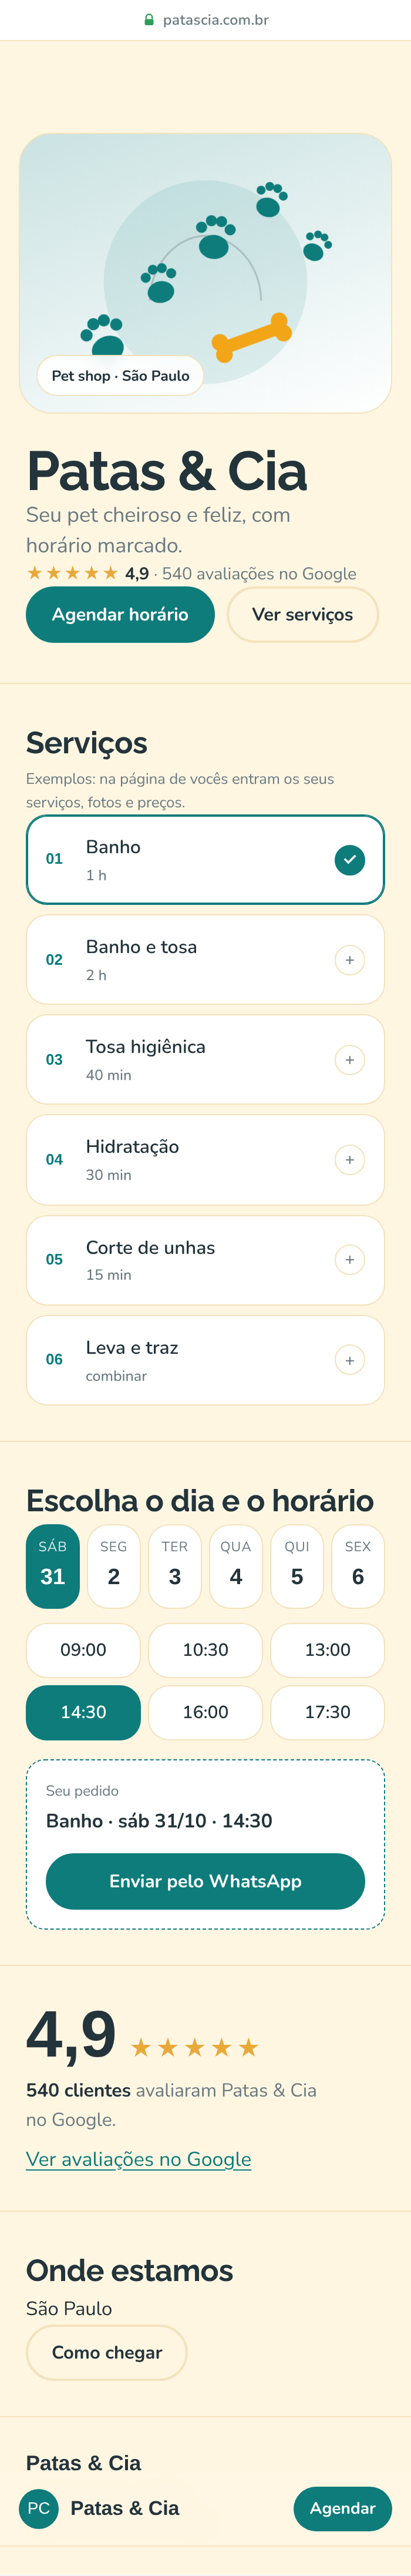 patascia.com.br
Pet shop · São Paulo
Patas & Cia
Seu pet cheiroso e feliz, com
horário marcado.
★★★★★ 4,9 · 540 avaliações no Google
Agendar horário
Ver serviços
Serviços
Exemplos: na página de vocês entram os seus
serviços, fotos e preços.
01
Banho
1 h
02
Banho e tosa
2 h
+
03
Tosa higiênica
40 min
+
04
Hidratação
30 min
+
05
Corte de unhas
15 min
+
06
Leva e traz
combinar
+
Escolha o dia e o horário
SÁB SEG TER QUA QUI SEX
31 2 3 4 5 6
09:00 10:30 13:00
14:30 16:00 17:30
Seu pedido
Banho · sáb 31/10 · 14:30
Enviar pelo WhatsApp
4,9 ★★★★★
540 clientes avaliaram Patas & Cia
no Google.
Ver avaliações no Google
Onde estamos
São Paulo
Como chegar
Patas & Cia
PC Patas & Cia Agendar